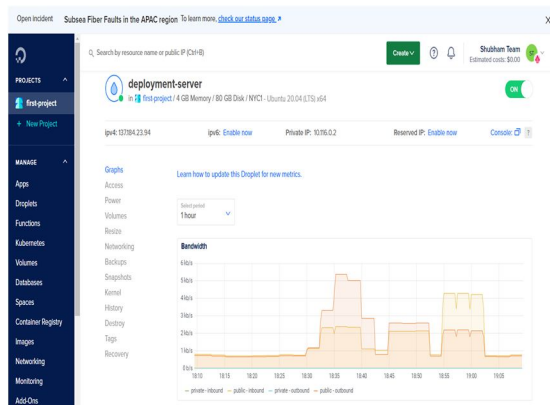 Open incident Subsea Fiber Faults in the APAC region To learn more, check our status page
Search by resource name or public IP (Ctrl+B)
Create
Shubham Team
Estimated costs: $0.00
PROJECTS
first-project
+ New Project
MANAGE
Apps
Droplets
Functions
Kubernetes
Volumes
Databases
Spaces
Container Registry
Images
Networking
Monitoring
Add-Ons
deployment-server
in first-project / 4 GB Memory / 80 GB Disk / NYC1 - Ubuntu 20.04 (LTS) x64
ON
ipv4: 137.184.23.94 ipv6: Enable now Private IP: 10.116.0.2 Reserved IP: Enable now Console: ?
Graphs
Access
Power
Volumes
Resize
Networking
Backups
Snapshots
Kernel
History
Destroy
Tags
Recovery
Learn how to update this Droplet for new metrics.
Select period
1 hour
Bandwidth
6 kb/s
5 kb/s
4 kb/s
3 kb/s
2 kb/s
1 kb/s
0 b/s
18:10 18:15 18:20 18:25 18:30 18:35 18:40 18:45 18:50 18:55 19:00 19:05
private - inbound public - inbound private - outbound public - outbound